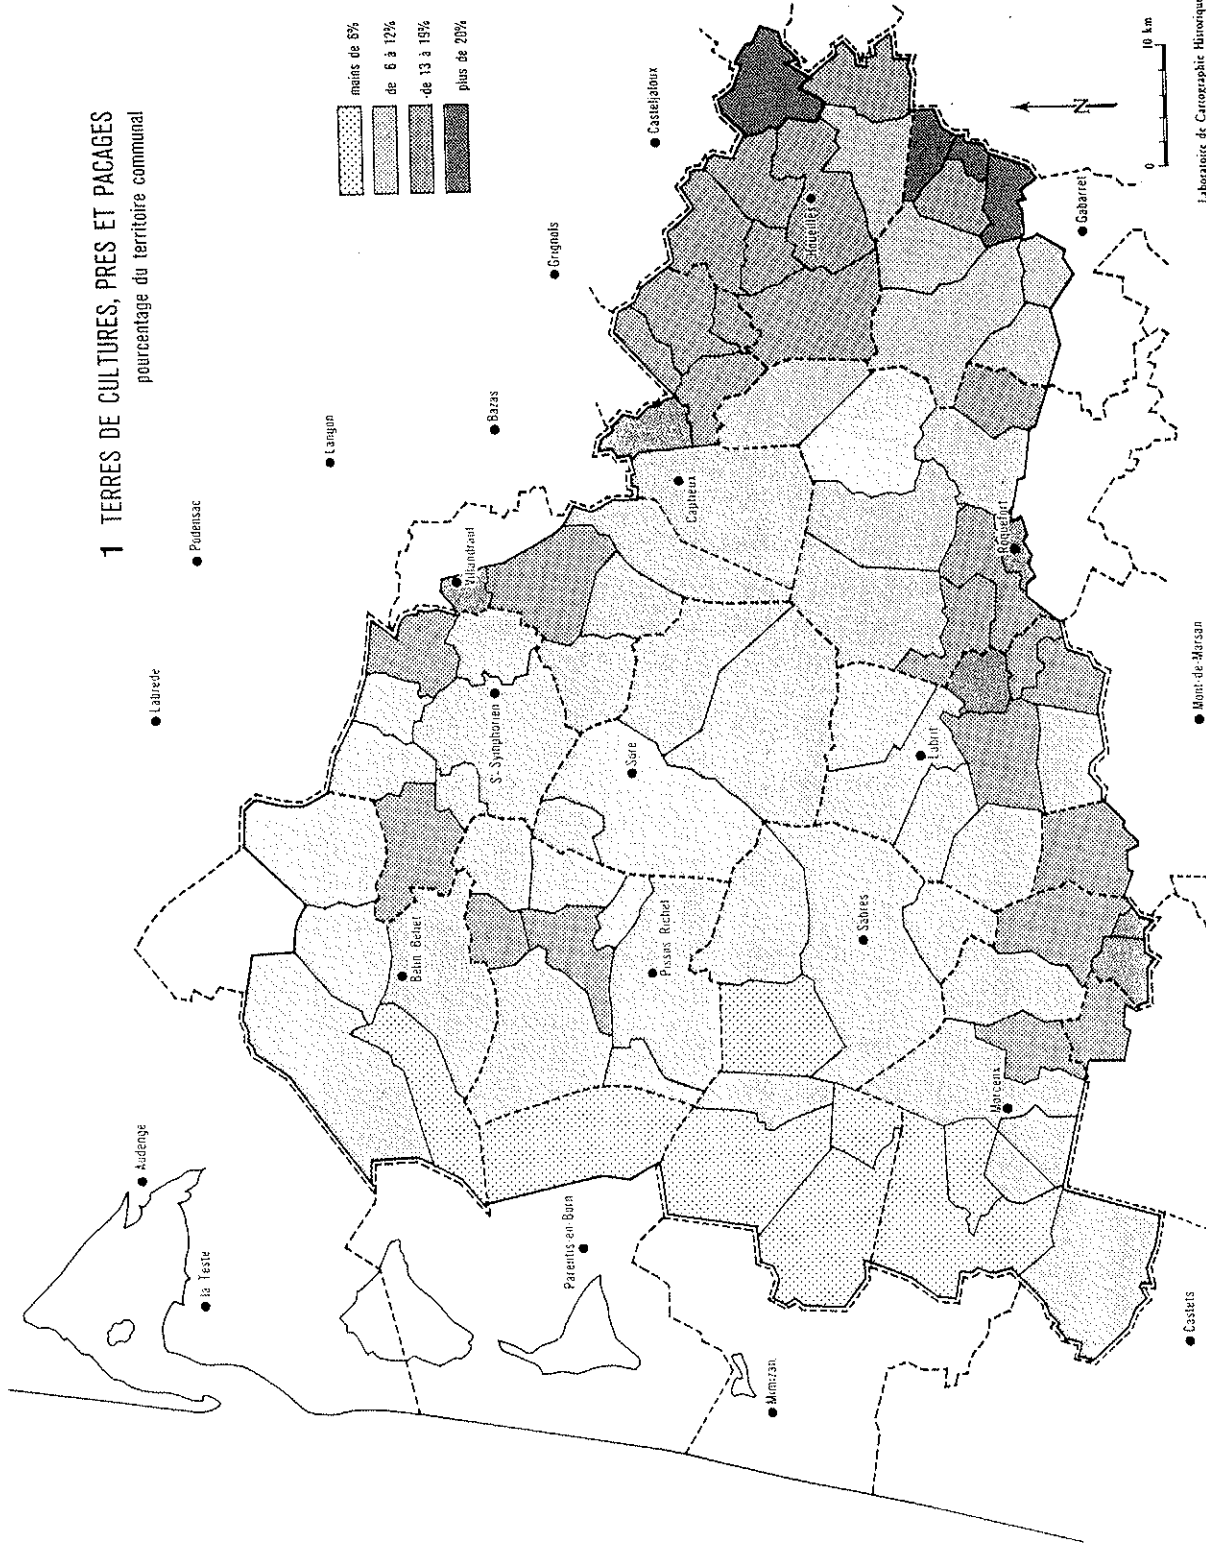 1 TERRES DE CULTURES, PRES ET PACAGES
pourcentage du territoire communal
mains de 6%
de 6 à 12%
de 13 à 19%
plus de 20%
Audenge
la Teste
Labrède
Podensac
Langon
Bazas
Grignols
Casteljaloux
Villandraut
St Symphorien
Belin Beliet
Parentis-en-Born
Pissos Richet
Sore
Captieux
Houeillès
Mimizan
Sabres
Labrit
Morcenx
Roquefort
Gabarret
Castets
Mont-de-Marsan
N
0 10 km
Laboratoire de Cartographie Historique